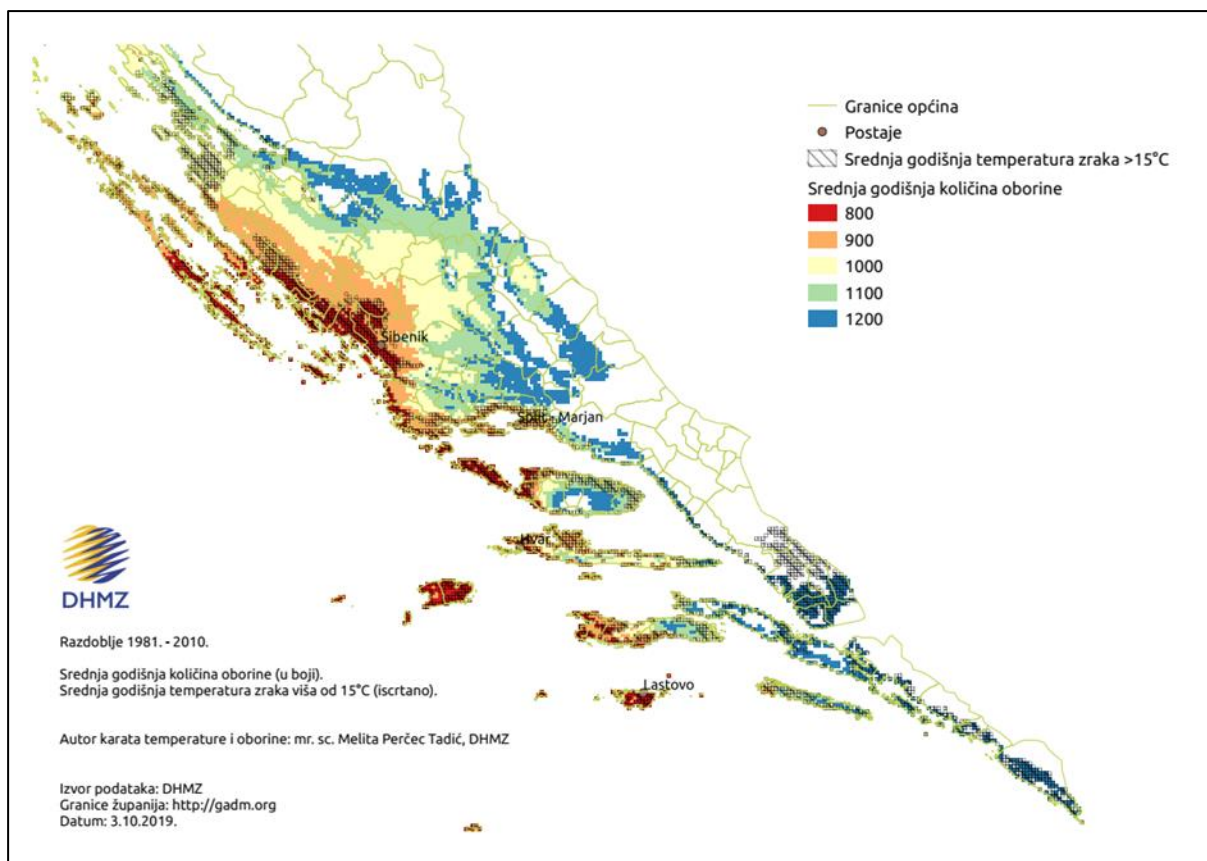 Granice općina
Postaje
Srednja godišnja temperatura zraka >15°C
Srednja godišnja količina oborine
800
900
1000
1100
1200
Šibenik
Split - Marjan
Hvar
Lastovo
DHMZ
Razdoblje 1981. - 2010.
Srednja godišnja količina oborine (u boji).
Srednja godišnja temperatura zraka viša od 15°C (iscrtano).
Autor karata temperature i oborine: mr. sc. Melita Perčec Tadić, DHMZ
Izvor podataka: DHMZ
Granice županija: http://gadm.org
Datum: 3.10.2019.